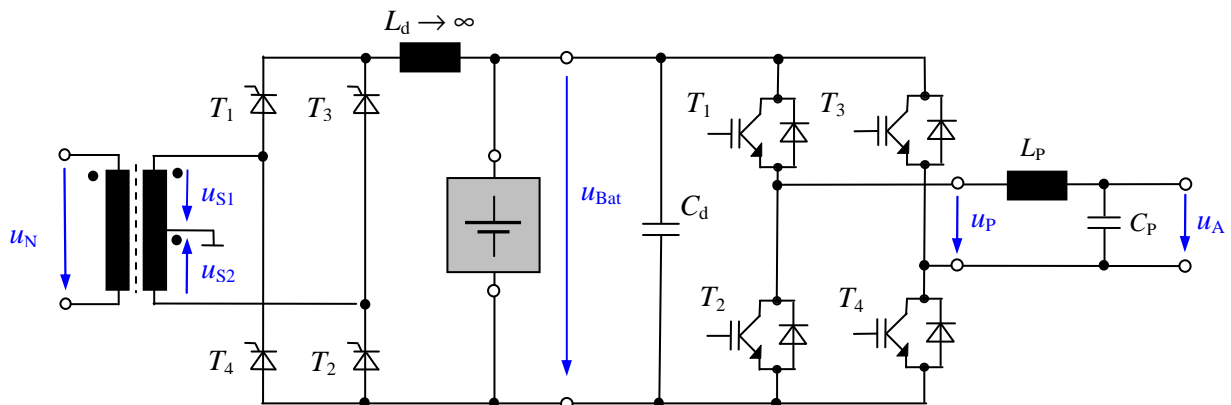 L_d → ∞
T_1
T_3
T_1
T_3
L_P
u_S1
u_N
u_S2
u_Bat
C_d
u_P
C_P
u_A
T_4
T_2
T_2
T_4